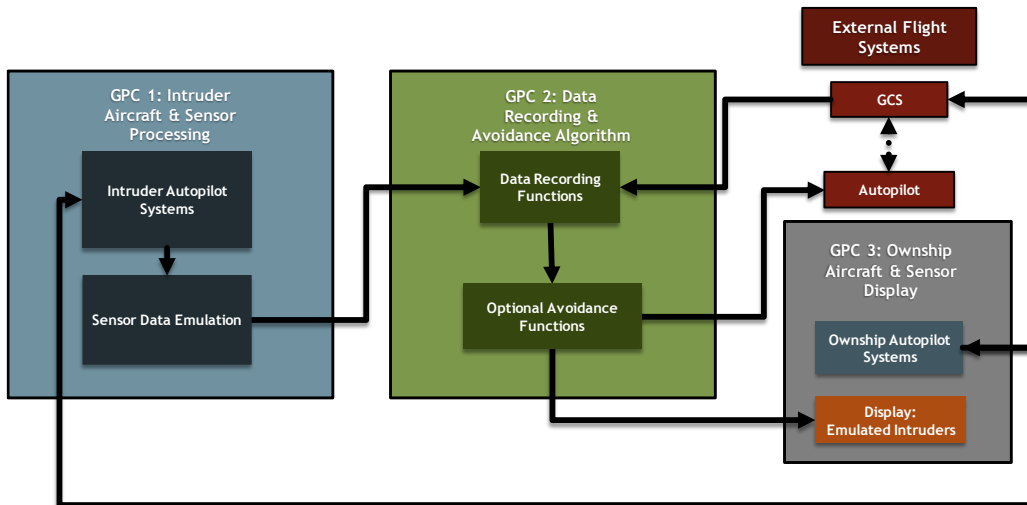 External Flight
Systems
GPC 1: Intruder
Aircraft & Sensor
Processing
GPC 2: Data
Recording &
Avoidance Algorithm
GCS
Intruder Autopilot
Systems
Data Recording
Functions
Autopilot
GPC 3: Ownship
Aircraft & Sensor
Display
Sensor Data Emulation
Optional Avoidance
Functions
Ownship Autopilot
Systems
Display:
Emulated Intruders